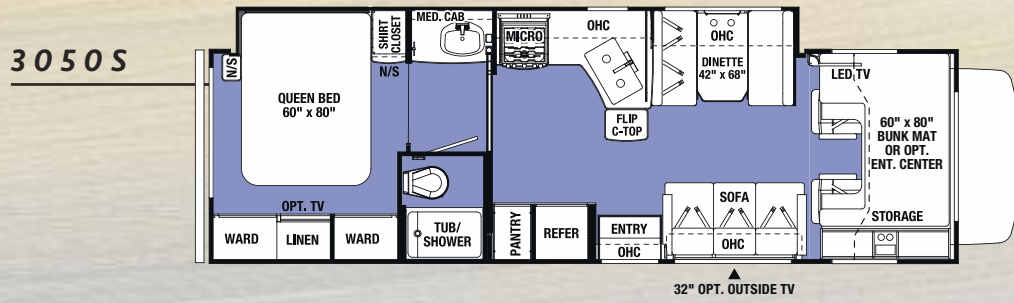 3050S
N/S
QUEEN BED
60" x 80"
SHIRT
CLOSET
N/S
MED. CAB
MICRO
OHC
FLIP
C-TOP
OHC
DINETTE
42" x 68"
LED TV
60" x 80"
BUNK MAT
OR OPT.
ENT. CENTER
STORAGE
OPT. TV
WARD
LINEN
WARD
TUB/
SHOWER
PANTRY
REFER
ENTRY
OHC
SOFA
OHC
32" OPT. OUTSIDE TV